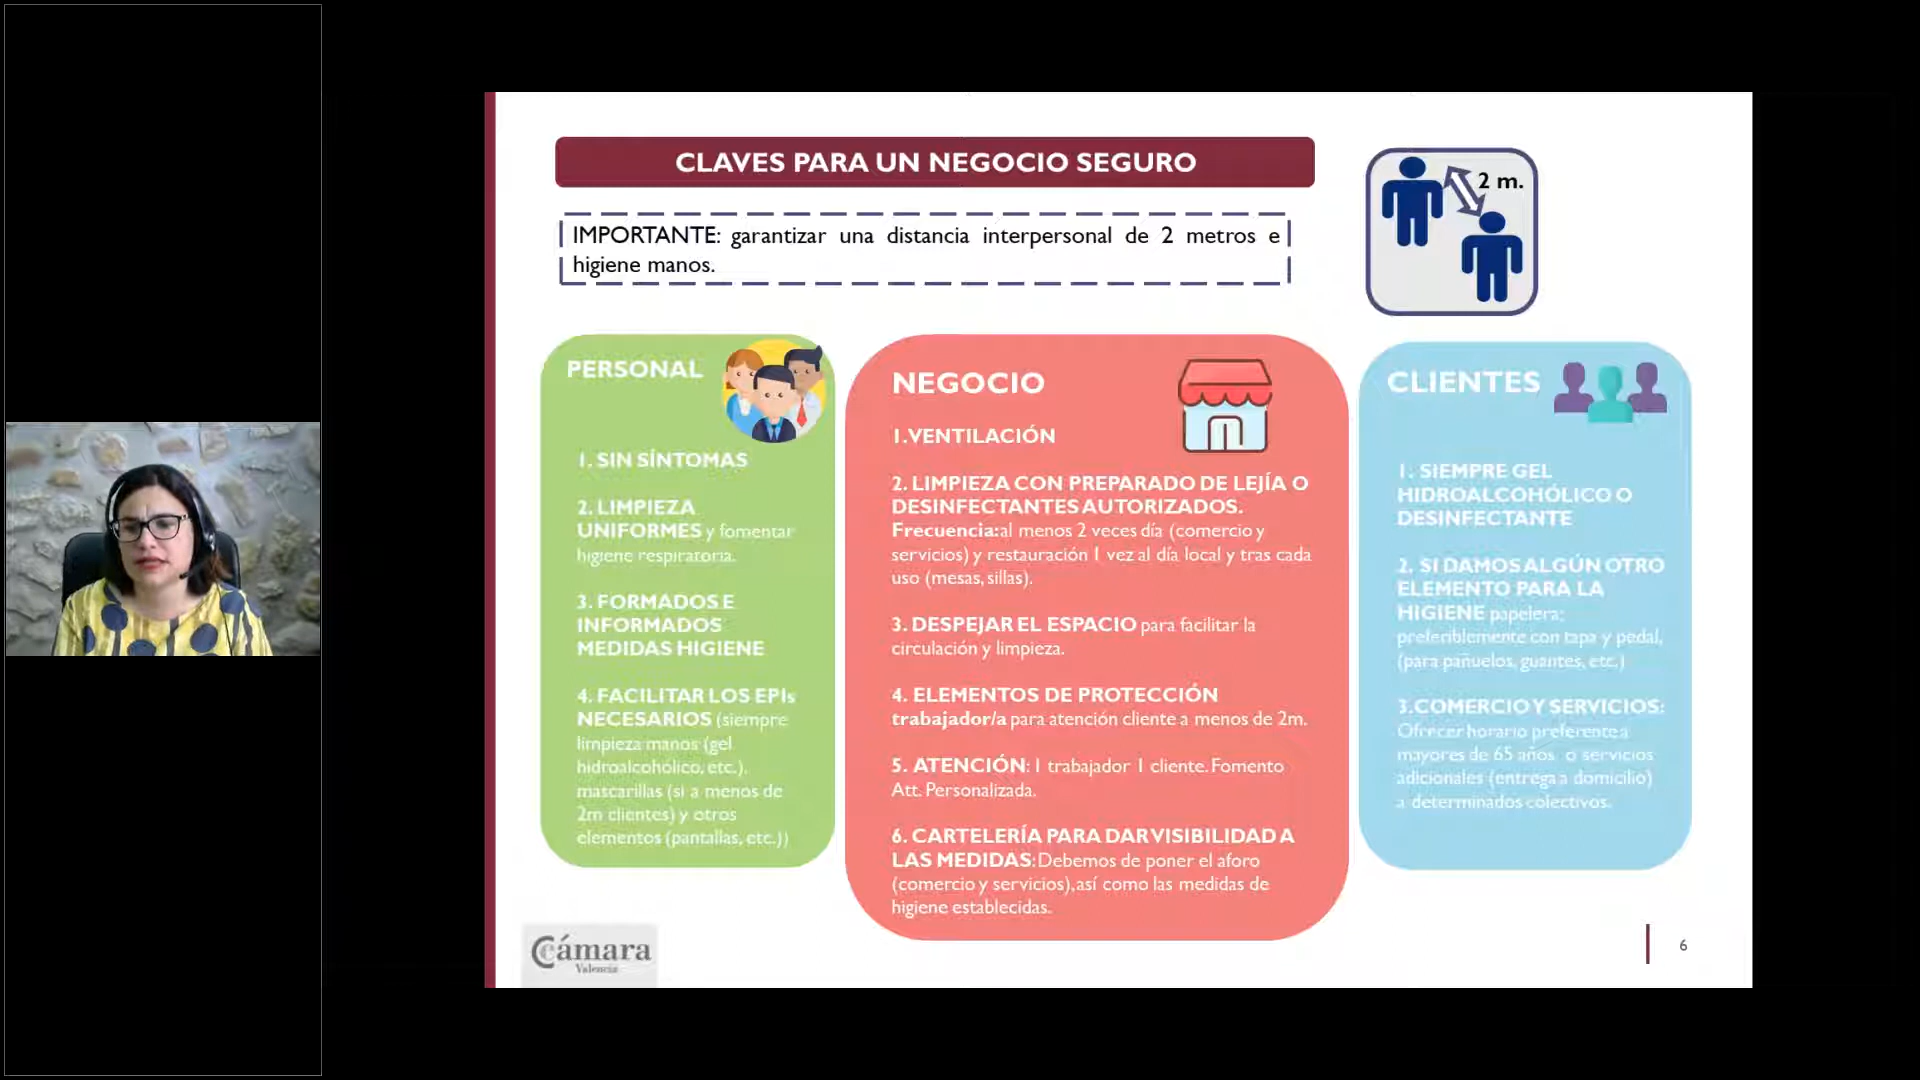 CLAVES PARA UN NEGOCIO SEGURO
2 m.
IMPORTANTE: garantizar una distancia interpersonal de 2 metros e
higiene manos.
PERSONAL
1. SIN SÍNTOMAS
2. LIMPIEZA
UNIFORMES y fomentar
higiene respiratoria.
3. FORMADOS E
INFORMADOS
MEDIDAS HIGIENE
4. FACILITAR LOS EPIs
NECESARIOS (siempre
limpieza manos (gel
hidroalcohólico, etc.),
mascarillas (si a menos de
2m clientes) y otros
elementos (pantallas, etc.))
NEGOCIO
1.VENTILACIÓN
2. LIMPIEZA CON PREPARADO DE LEJÍA O
DESINFECTANTES AUTORIZADOS.
Frecuencia:al menos 2 veces día (comercio y
servicios) y restauración 1 vez al día local y tras cada
uso (mesas, sillas).
3. DESPEJAR EL ESPACIO para facilitar la
circulación y limpieza.
4. ELEMENTOS DE PROTECCIÓN
trabajador/a para atención cliente a menos de 2m.
5. ATENCIÓN: 1 trabajador 1 cliente. Fomento
Att. Personalizada.
6. CARTELERÍA PARA DAR VISIBILIDAD A
LAS MEDIDAS: Debemos de poner el aforo
(comercio y servicios), así como las medidas de
higiene establecidas.
CLIENTES
1. SIEMPRE GEL
HIDROALCOHÓLICO O
DESINFECTANTE
2. SI DAMOS ALGÚN OTRO
ELEMENTO PARA LA
HIGIENE papelera;
preferiblemente con tapa y pedal,
(para pañuelos, guantes, etc.)
3.COMERCIO Y SERVICIOS:
Ofrecer horario preferente a
mayores de 65 años o servicios
adicionales (entrega a domicilio)
a determinados colectivos.
Cámara
Valencia
6